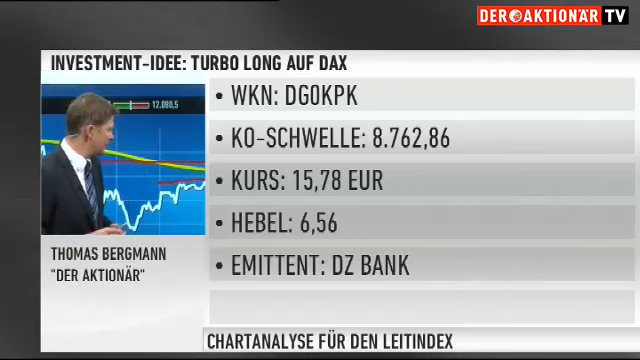 DER AKTIONÄR TV
INVESTMENT-IDEE: TURBO LONG AUF DAX
12.080,5
• WKN: DG0KPK
• KO-SCHWELLE: 8.762,86
• KURS: 15,78 EUR
• HEBEL: 6,56
• EMITTENT: DZ BANK
THOMAS BERGMANN
"DER AKTIONÄR"
CHARTANALYSE FÜR DEN LEITINDEX